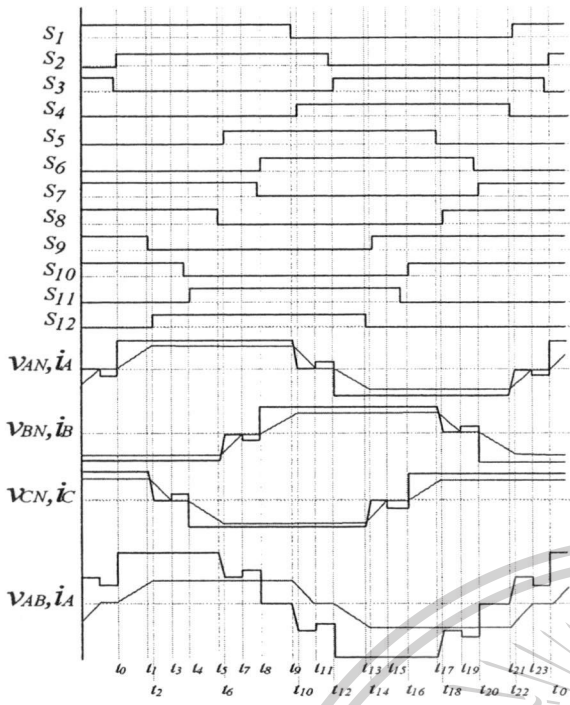 S1
S2
S3
S4
S5
S6
S7
S8
S9
S10
S11
S12
vAN,iA
vBN,iB
vCN,iC
vAB,iA
t0 t1 t3 t4 t5 t7 t8 t9 t11 t13 t15 t17 t19 t21 t23
t2 t6 t10 t12 t14 t16 t18 t20 t22 t0